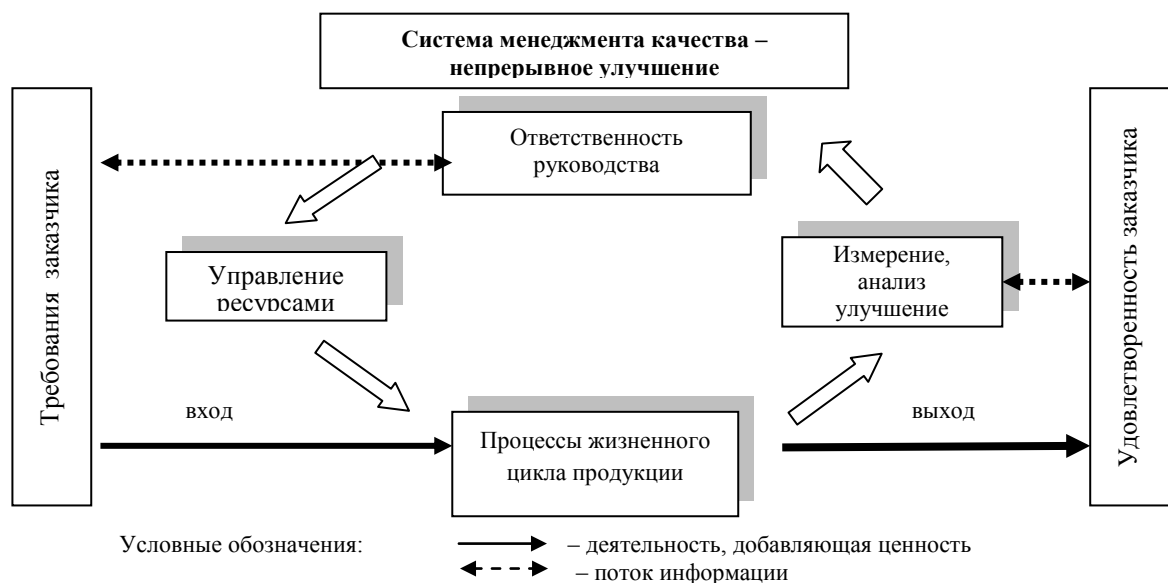 Система менеджмента качества –
непрерывное улучшение
Требования заказчика
Ответственность
руководства
Управление
ресурсами
Измерение,
анализ
улучшение
Удовлетворенность заказчика
вход
Процессы жизненного
цикла продукции
выход
Условные обозначения:
– деятельность, добавляющая ценность
– поток информации